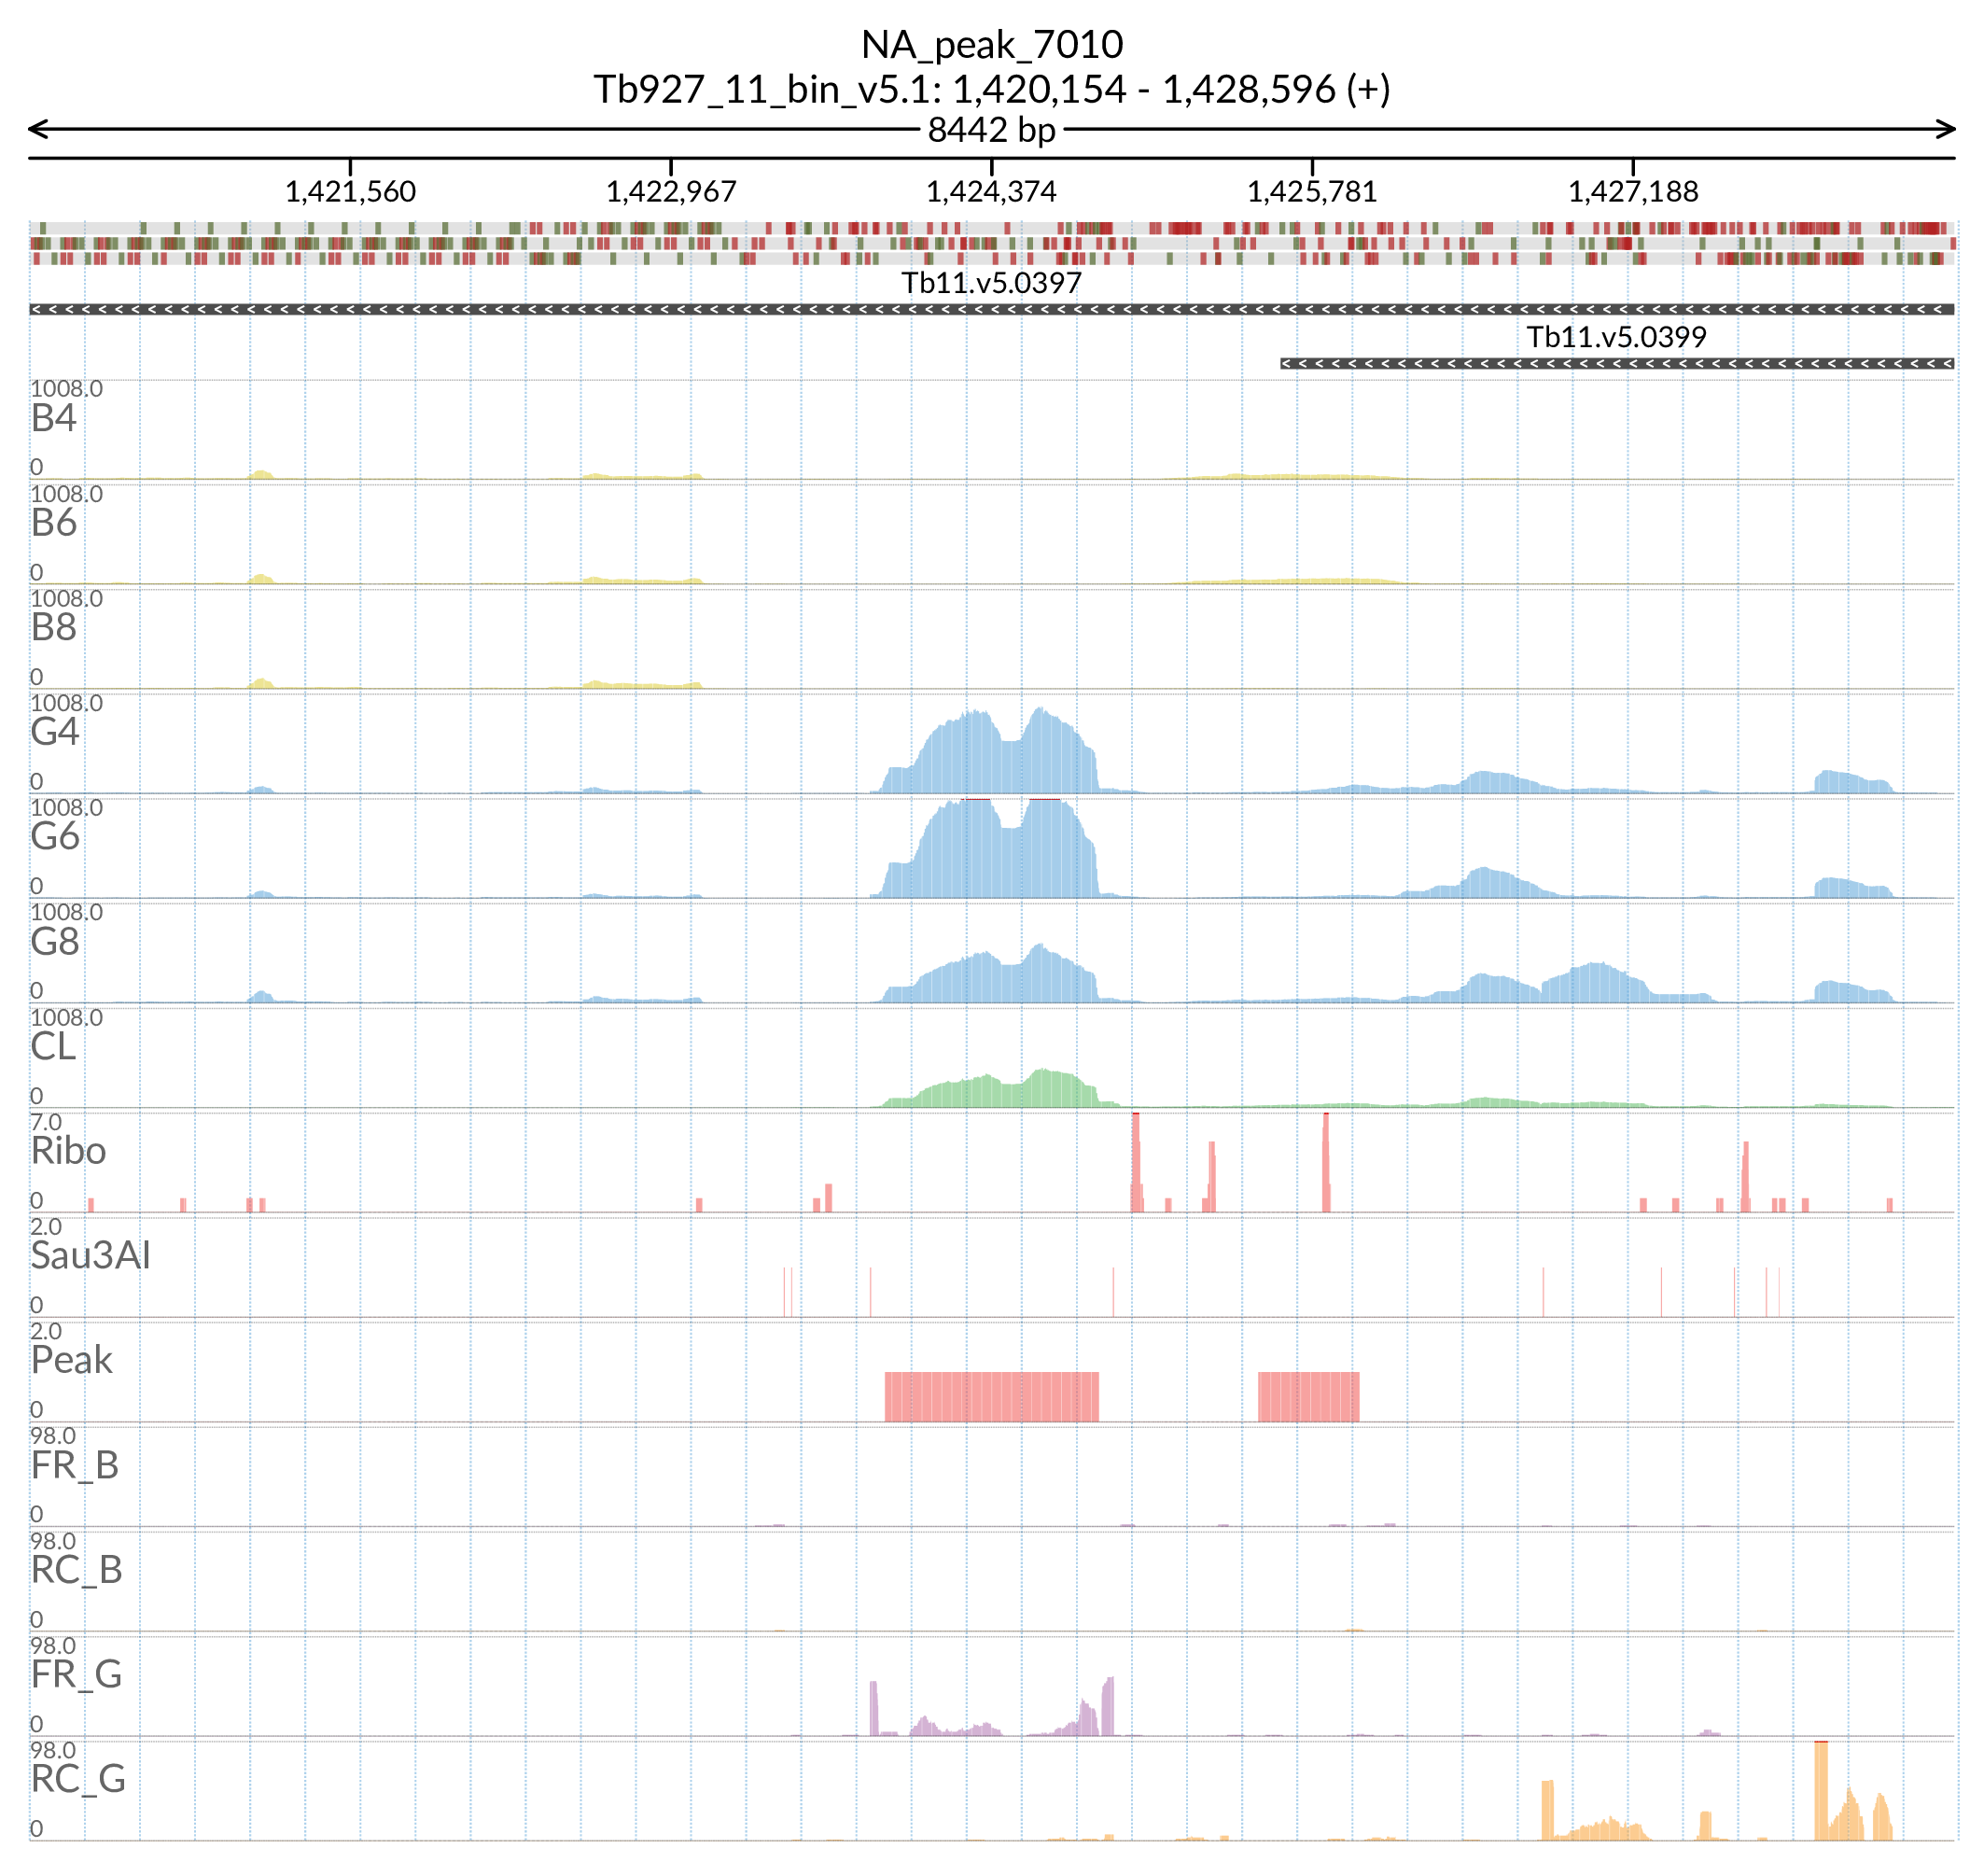 NA_peak_7010
Tb927_11_bin_v5.1: 1,420,154 - 1,428,596 (+)
8442 bp
1,421,560 1,422,967 1,424,374 1,425,781 1,427,188
Tb11.v5.0397
Tb11.v5.0399
1008.0
B4
0
1008.0
B6
0
1008.0
B8
0
1008.0
G4
0
1008.0
G6
0
1008.0
G8
0
1008.0
CL
0
7.0
Ribo
0
2.0
Sau3AI
0
2.0
Peak
0
98.0
FR_B
0
98.0
RC_B
0
98.0
FR_G
0
98.0
RC_G
0